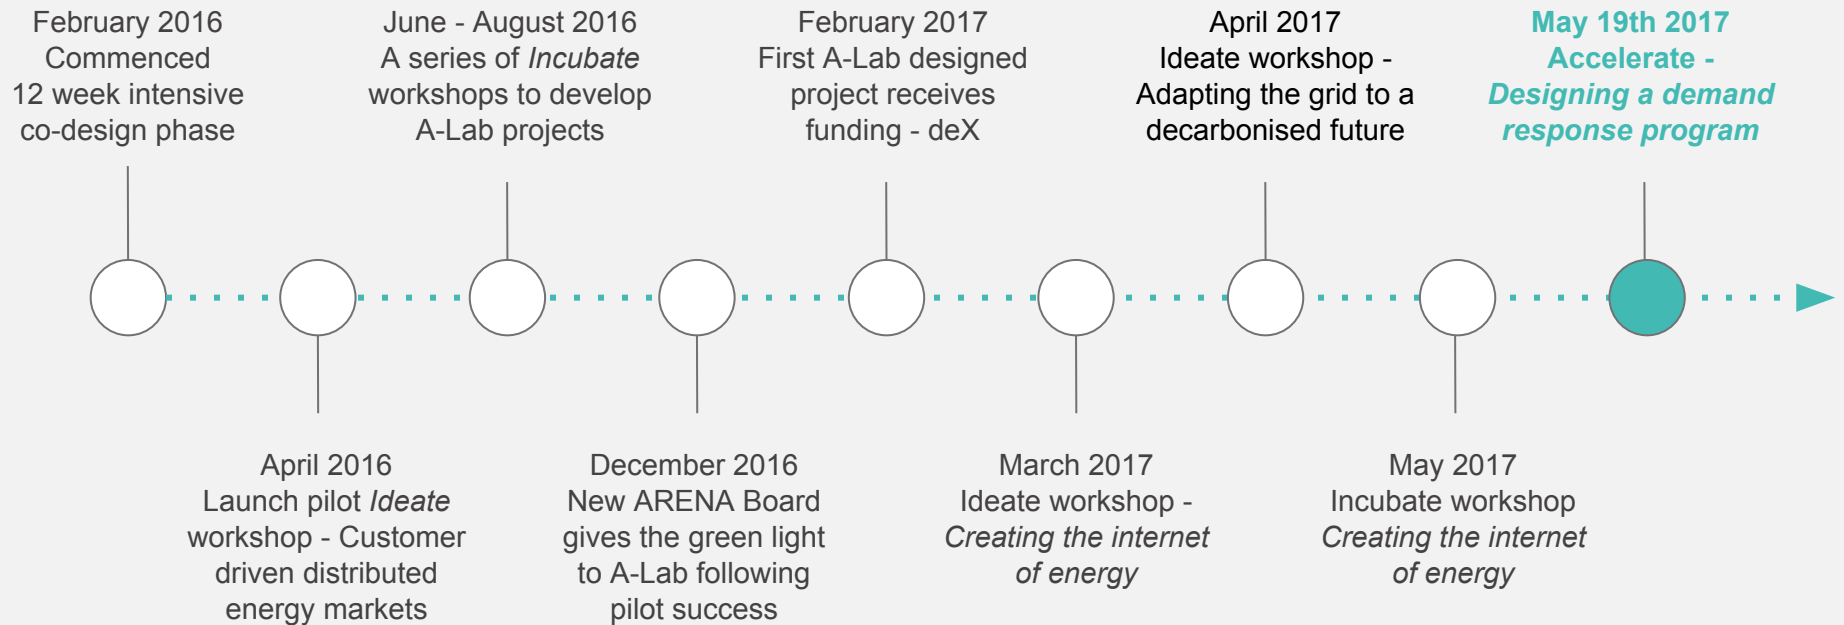 February 2016
Commenced
12 week intensive
co-design phase
April 2016
Launch pilot Ideate
workshop - Customer
driven distributed
energy markets
June - August 2016
A series of Incubate
workshops to develop
A-Lab projects
December 2016
New ARENA Board
gives the green light
to A-Lab following
pilot success
February 2017
First A-Lab designed
project receives
funding - deX
March 2017
Ideate workshop -
Creating the internet
of energy
April 2017
Ideate workshop -
Adapting the grid to a
decarbonised future
May 2017
Incubate workshop
Creating the internet
of energy
May 19th 2017
Accelerate -
Designing a demand
response program